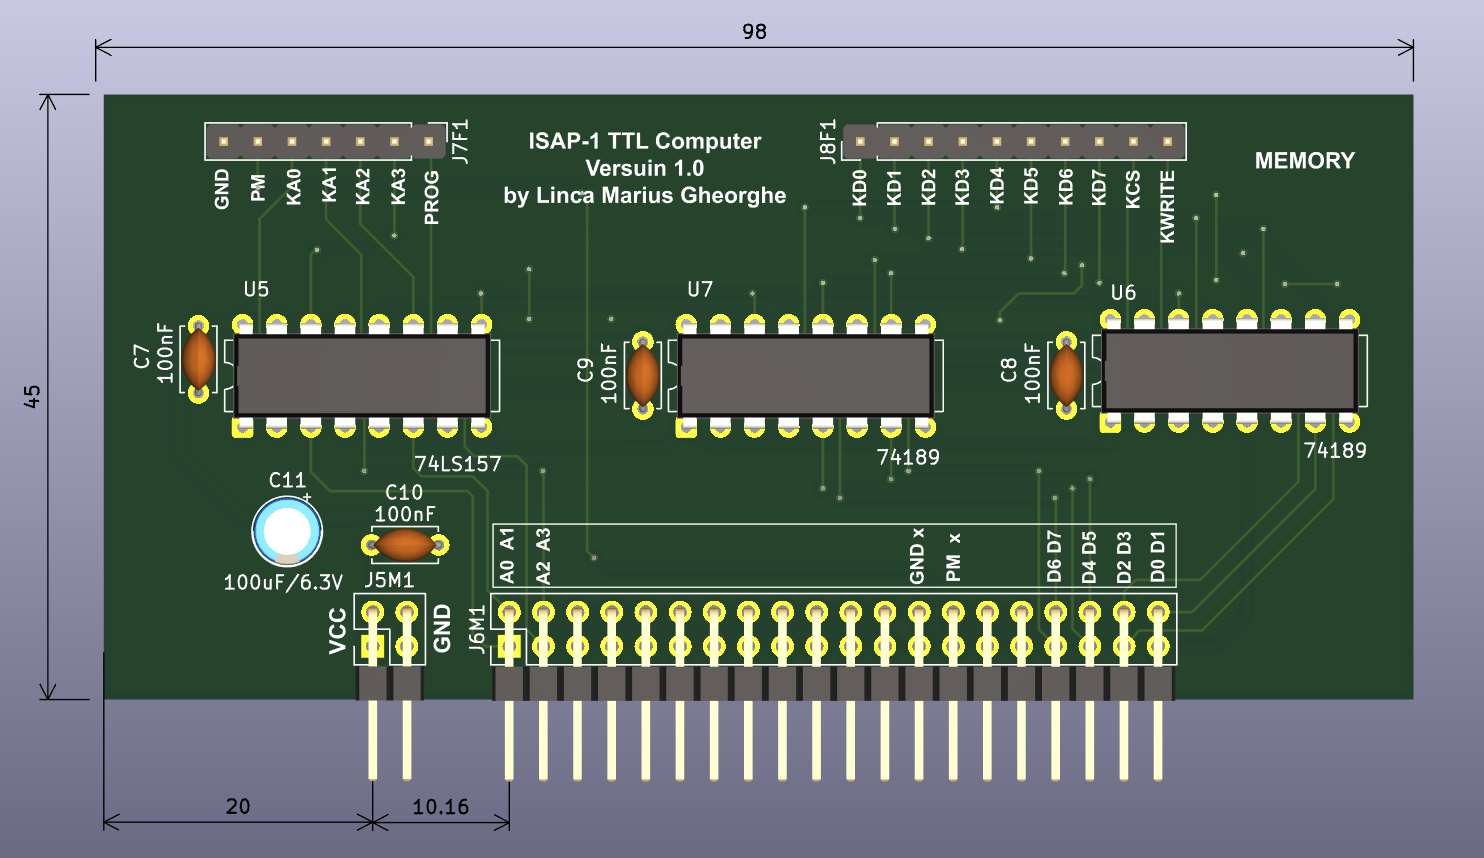 98
45
J7F1
GND
PM
KA0
KA1
KA2
KA3
PROG
ISAP-1 TTL Computer
Versuin 1.0
by Linca Marius Gheorghe
J8F1
KD0
KD1
KD2
KD3
KD4
KD5
KD6
KD7
KCS
KWRITE
MEMORY
U5
U7
U6
C7
100nF
C9
100nF
C8
100nF
74LS157
74189
74189
C11
+
100uF/6.3V
C10
100nF
J5M1
VCC
GND
J6M1
A0 A1
A2 A3
GND x
PM x
D6 D7
D4 D5
D2 D3
D0 D1
20
10.16